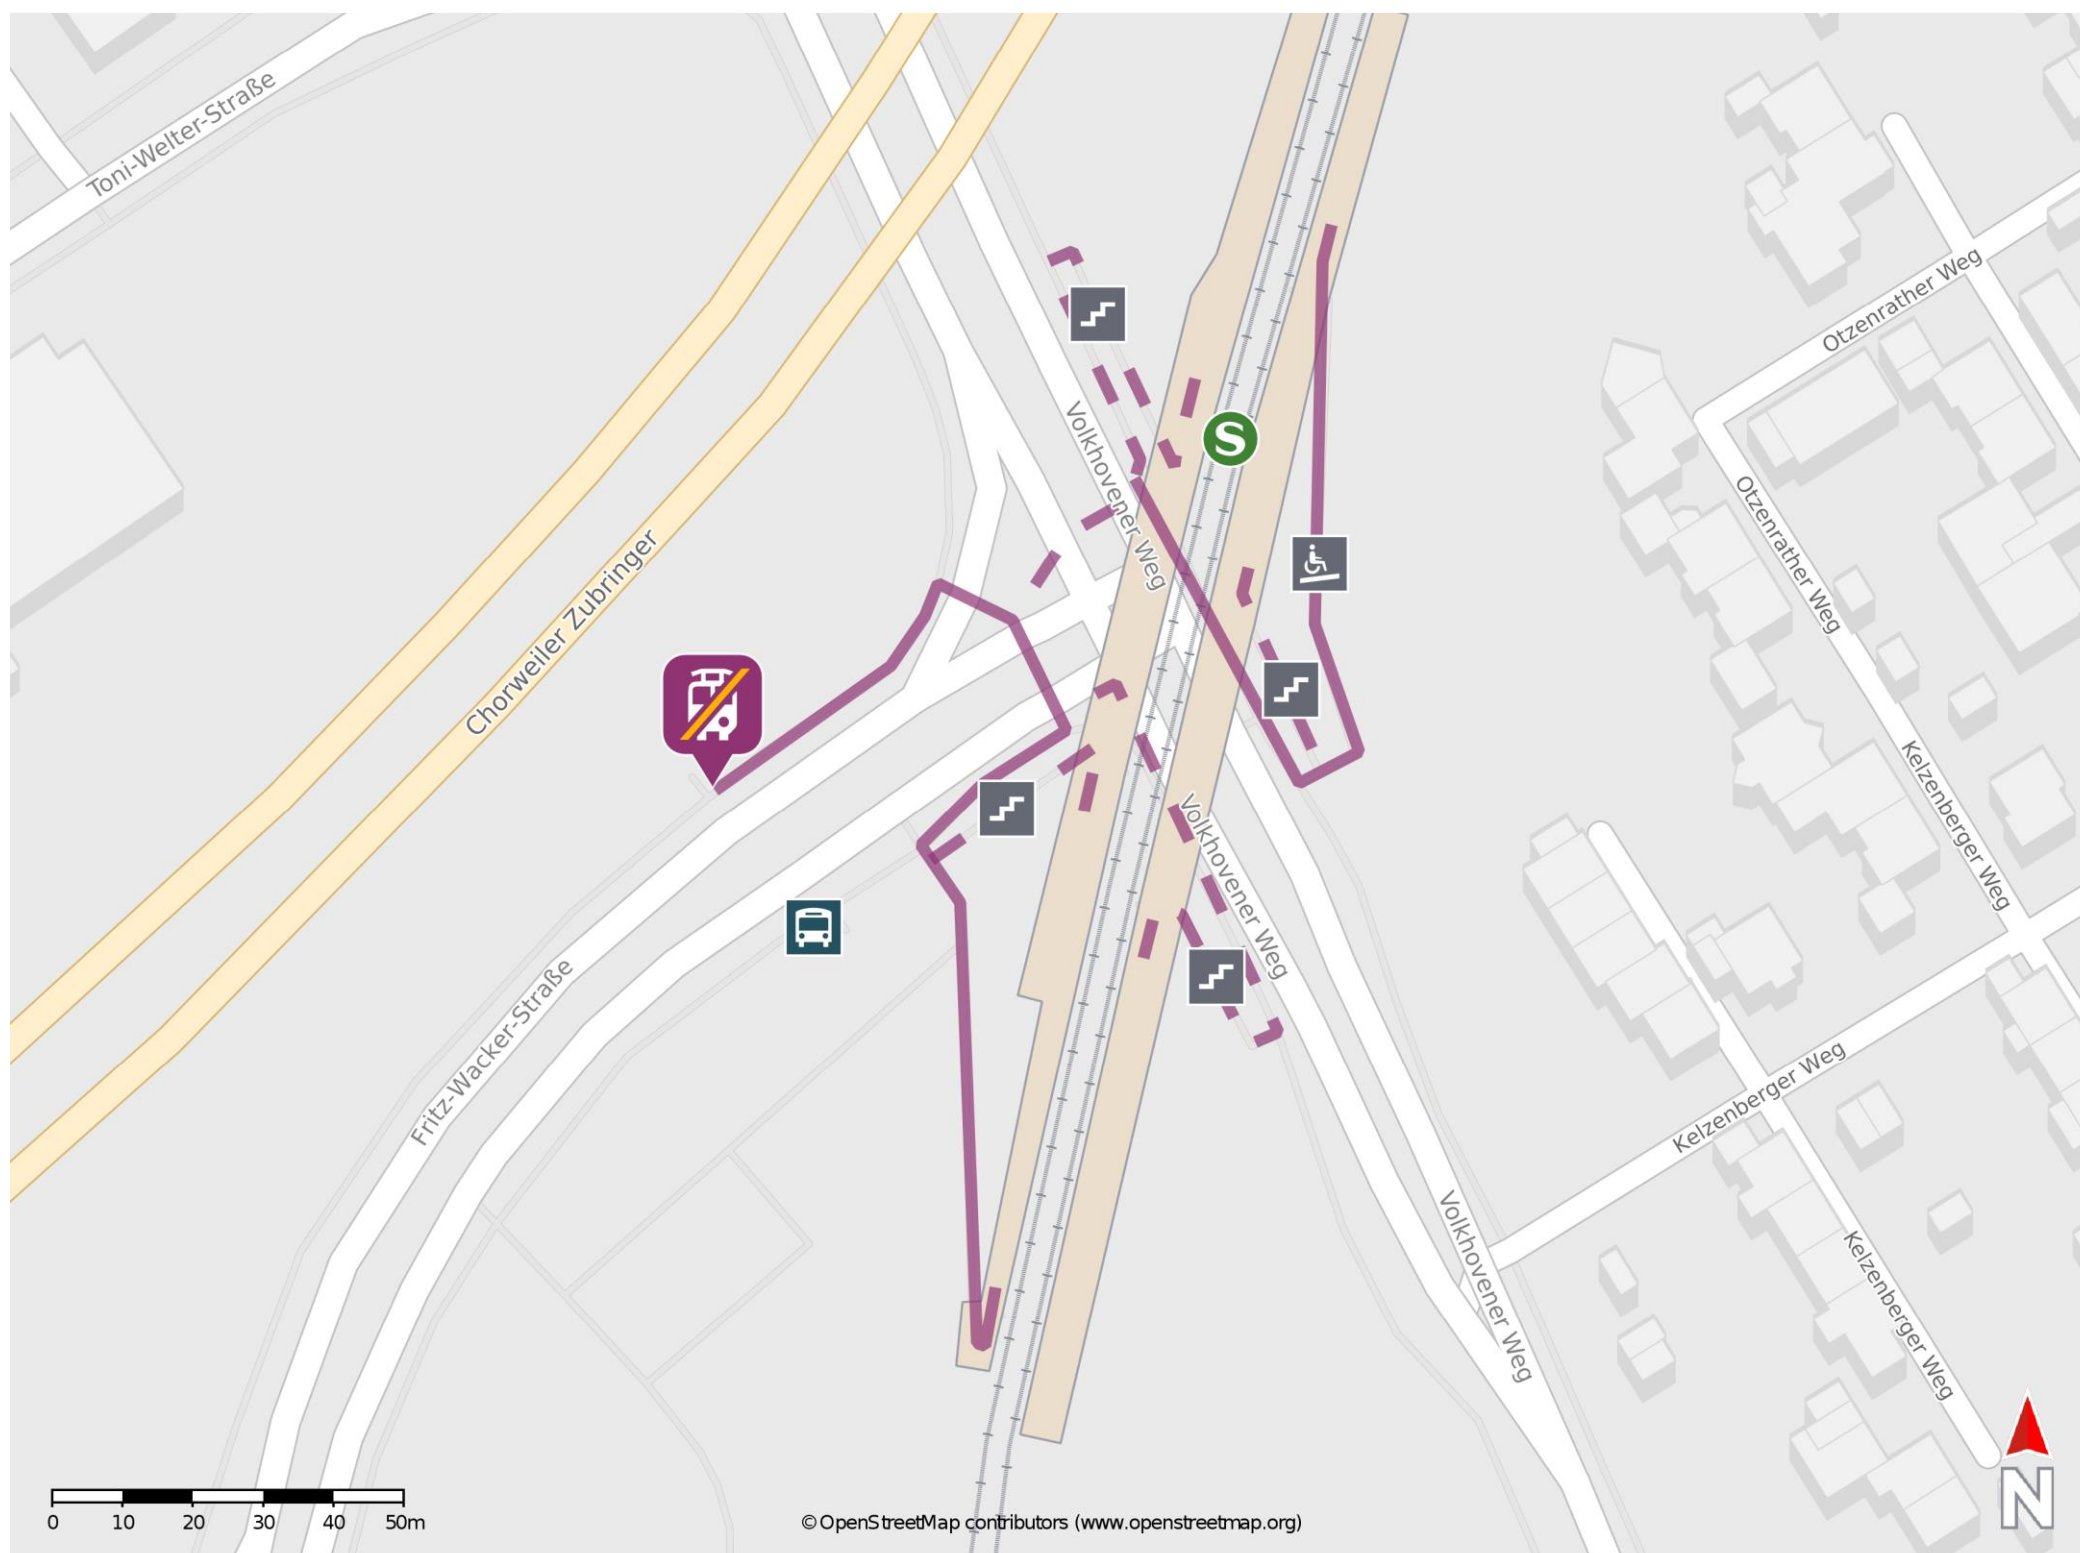 Toni-Welter-Straße
Otzenrather Weg
Volkhovener Weg
S
Otzenrather Weg
Chorweiler Zubringer
Kelzenberger Weg
Volkhovener Weg
Fritz-Wacker-Straße
Kelzenberger Weg
Volkhovener Weg
Kelzenberger Weg
N
0 10 20 30 40 50m
© OpenStreetMap contributors (www.openstreetmap.org)